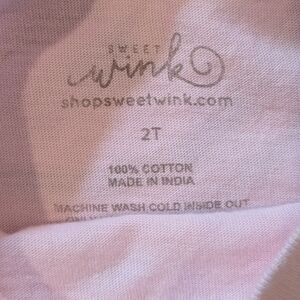 SWEET
wink
shopsweetwink.com
2T
100% COTTON
MADE IN INDIA
MACHINE WASH COLD INSIDE OUT